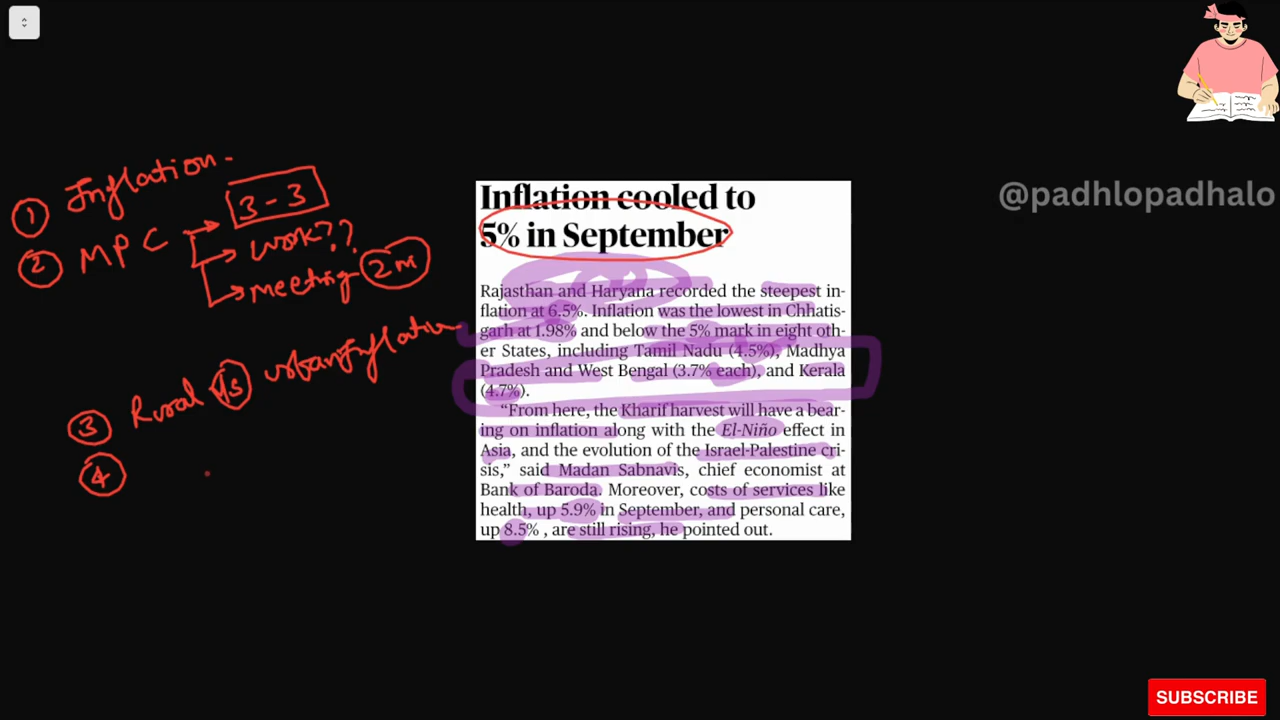 ① Inflation -
② MPC → 3-3
→ work??
→ meeting 2m
③ Rural vs urban Inflation
④
Inflation cooled to
5% in September
Rajasthan and Haryana recorded the steepest in-
flation at 6.5%. Inflation was the lowest in Chhatis-
garh at 1.98% and below the 5% mark in eight oth-
er States, including Tamil Nadu (4.5%), Madhya
Pradesh and West Bengal (3.7% each), and Kerala
(4.7%).
“From here, the Kharif harvest will have a bear-
ing on inflation along with the El-Niño effect in
Asia, and the evolution of the Israel-Palestine cri-
sis,” said Madan Sabnavis, chief economist at
Bank of Baroda. Moreover, costs of services like
health, up 5.9% in September, and personal care,
up 8.5% , are still rising, he pointed out.
@padhlopadhalo
SUBSCRIBE